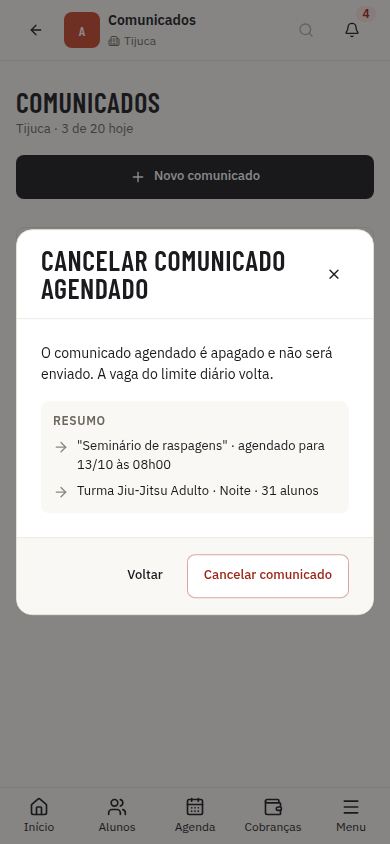 A
Comunicados
Tijuca
4
COMUNICADOS
Tijuca · 3 de 20 hoje
Novo comunicado
CANCELAR COMUNICADO
AGENDADO
O comunicado agendado é apagado e não será
enviado. A vaga do limite diário volta.
RESUMO
"Seminário de raspagens" · agendado para
13/10 às 08h00
Turma Jiu-Jitsu Adulto · Noite · 31 alunos
Voltar
Cancelar comunicado
Início
Alunos
Agenda
Cobranças
Menu